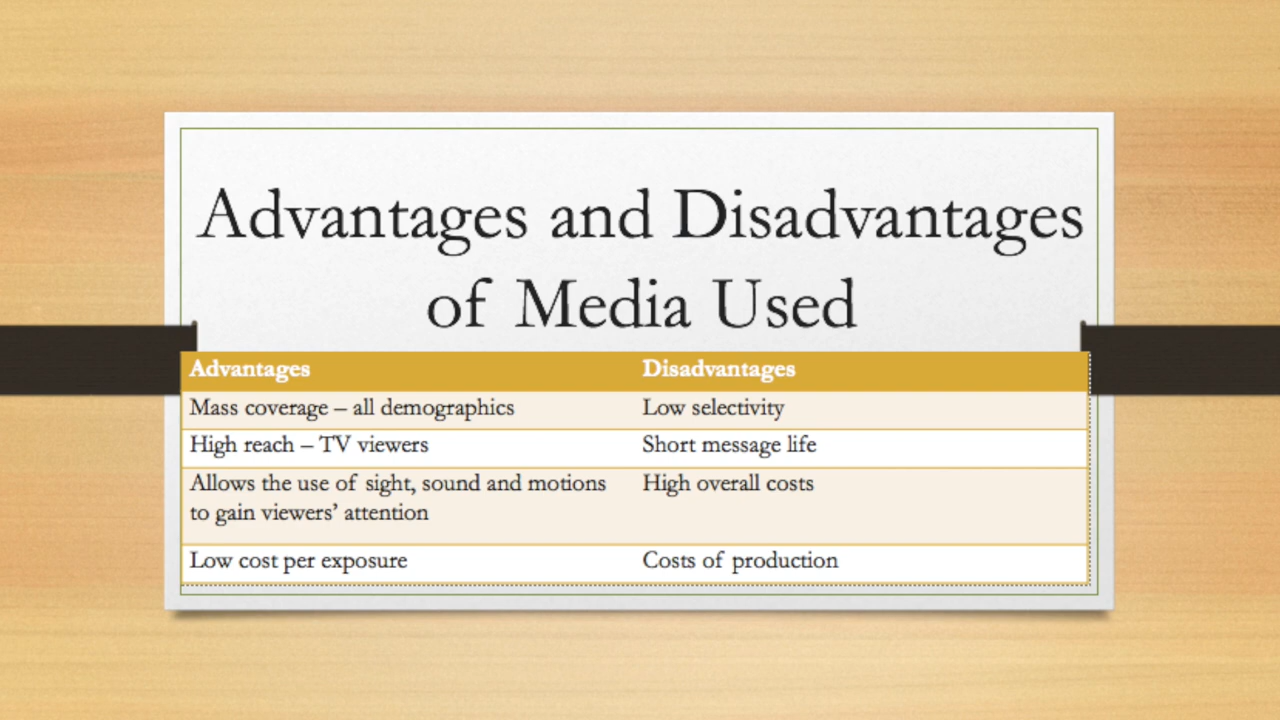 Advantages and Disadvantages
of Media Used
Advantages Disadvantages
Mass coverage – all demographics Low selectivity
High reach – TV viewers Short message life
Allows the use of sight, sound and motions High overall costs
to gain viewers’ attention
Low cost per exposure Costs of production